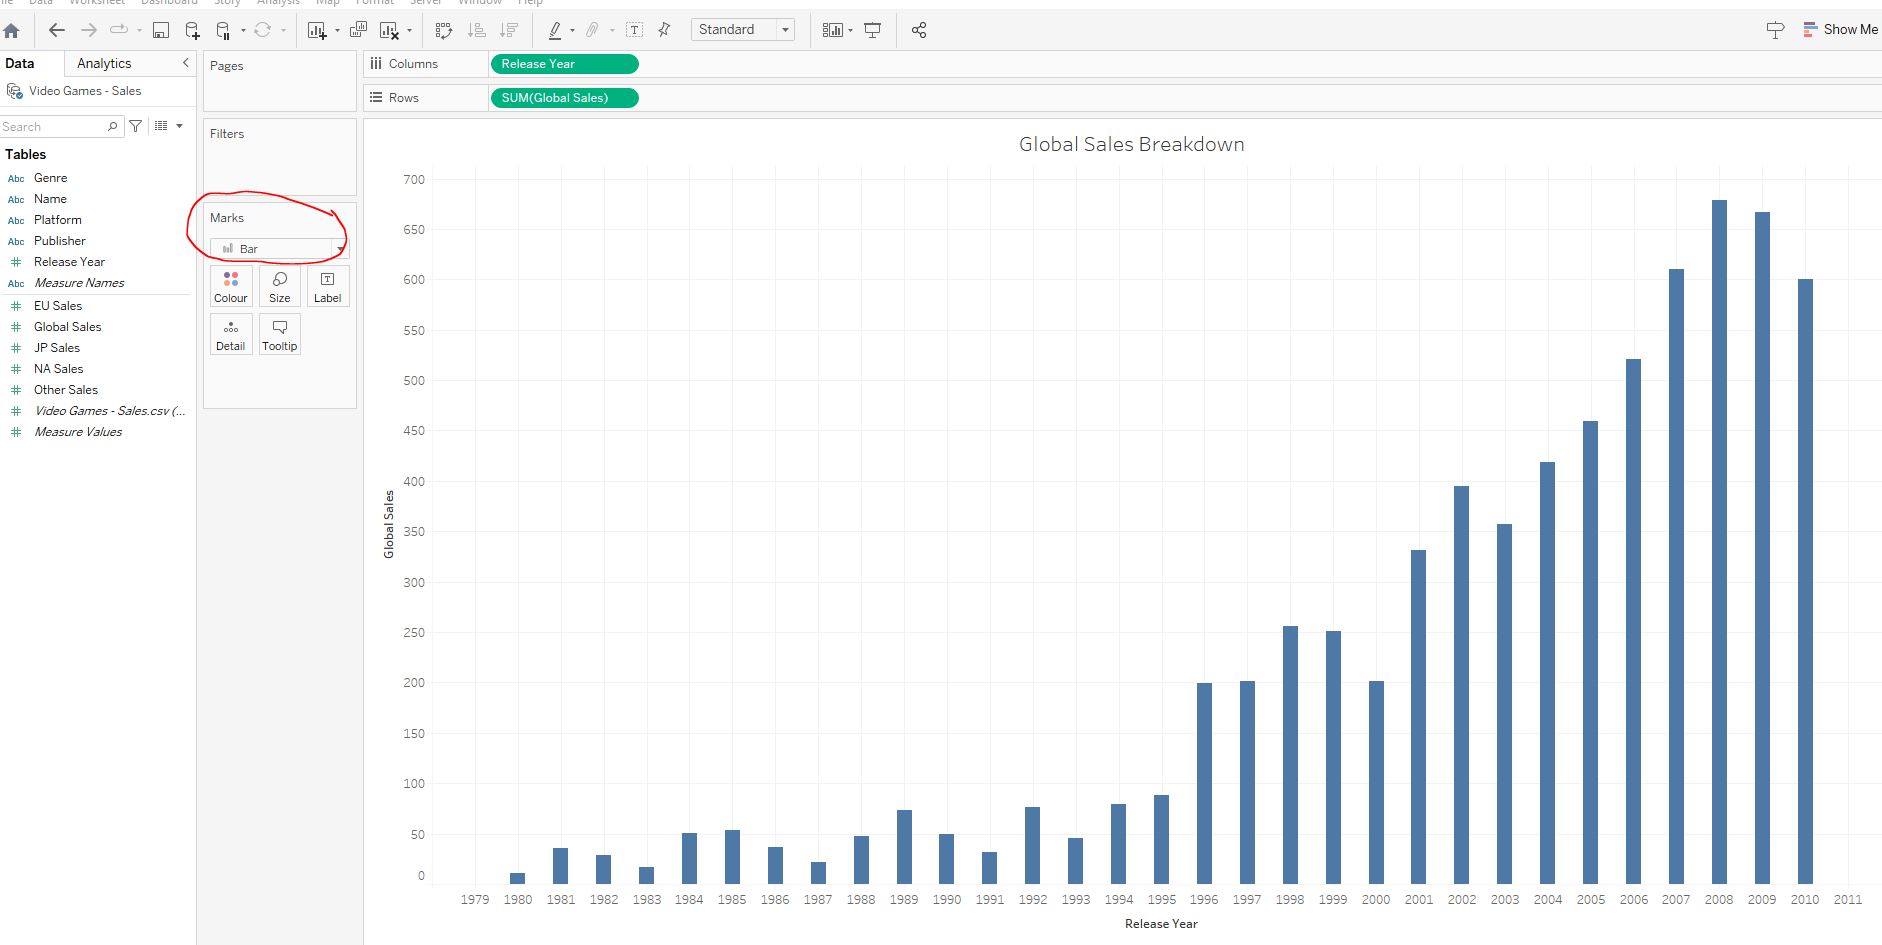 Data Worksheet Dashboard Story Analysis Map Format Server Window Help
Standard
Show Me
Data Analytics
Video Games - Sales
Search
Tables
Abc Genre
Abc Name
Abc Platform
Abc Publisher
# Release Year
Abc Measure Names
# EU Sales
# Global Sales
# JP Sales
# NA Sales
# Other Sales
# Video Games - Sales.csv (...
# Measure Values
Pages
Filters
Marks
Bar
Colour Size Label
Detail Tooltip
Columns Release Year
Rows SUM(Global Sales)
Global Sales Breakdown
700
650
600
550
500
450
400
350
300
250
200
150
100
50
0
Global Sales
1979 1980 1981 1982 1983 1984 1985 1986 1987 1988 1989 1990 1991 1992 1993 1994 1995 1996 1997 1998 1999 2000 2001 2002 2003 2004 2005 2006 2007 2008 2009 2010 2011
Release Year